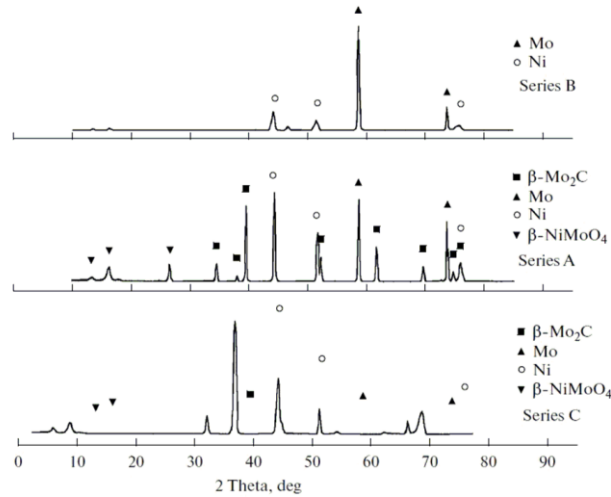 ▲ Mo
○ Ni
Series B
■ β-Mo₂C
▲ Mo
○ Ni
▼ β-NiMoO₄
Series A
■ β-Mo₂C
▲ Mo
○ Ni
▼ β-NiMoO₄
Series C
0 10 20 30 40 50 60 70 80 90
2 Theta, deg